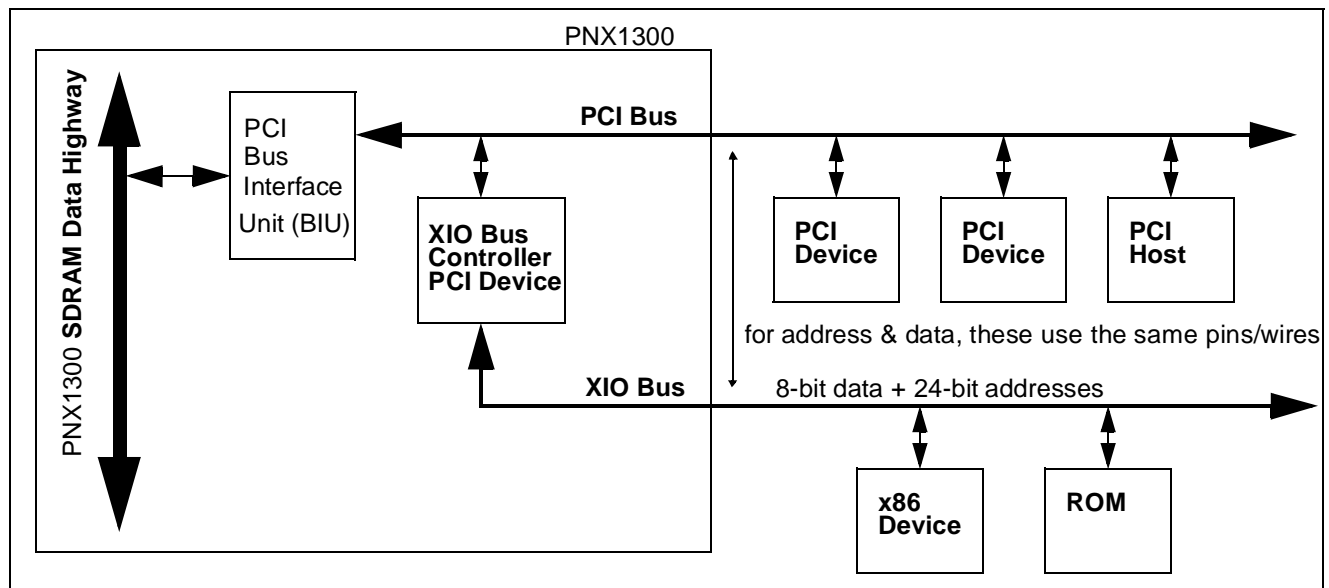 PNX1300
PNX1300 SDRAM Data Highway
PCI
Bus
Interface
Unit (BIU)
PCI Bus
XIO Bus
Controller
PCI Device
PCI
Device
PCI
Device
PCI
Host
for address & data, these use the same pins/wires
XIO Bus
8-bit data + 24-bit addresses
x86
Device
ROM